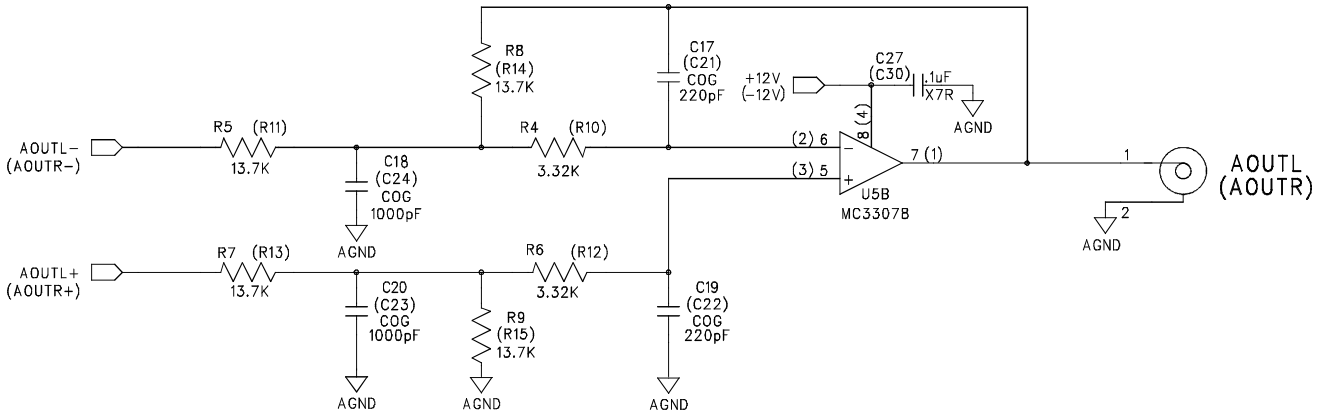 R8
(R14)
13.7K
C17
(C21)
COG
220pF
+12V
(-12V)
C27
(C30)
.1uF
X7R
AGND
8 (4)
AOUTL-
(AOUTR-)
R5 (R11)
13.7K
C18
(C24)
COG
1000pF
AGND
R4 (R10)
3.32K
(2) 6
(3) 5
-
+
7 (1)
U5B
MC33078
1
2
AGND
AOUTL
(AOUTR)
AOUTL+
(AOUTR+)
R7 (R13)
13.7K
C20
(C23)
COG
1000pF
AGND
R9
(R15)
13.7K
AGND
R6 (R12)
3.32K
C19
(C22)
COG
220pF
AGND